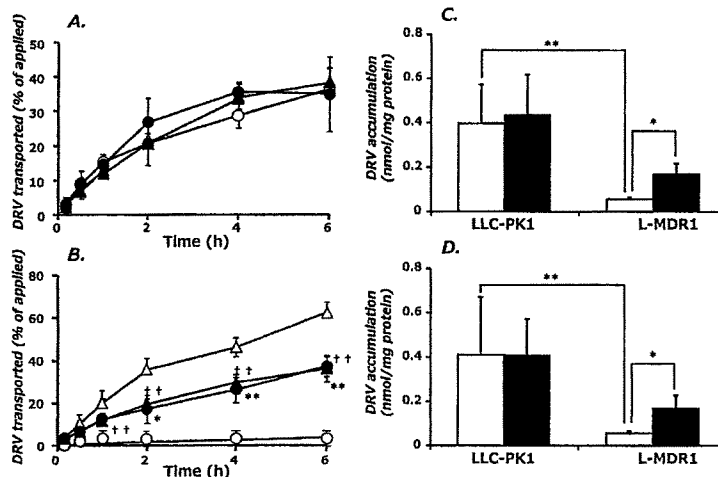 A.
DRV transported (% of applied)
50
40
30
20
10
0
0
2
4
6
Time (h)
B.
DRV transported (% of applied)
80
60
40
20
0
0
2
4
6
Time (h)
† †
† †
† †
† †
*
**
**
C.
DRV accumulation
(nmol/mg protein)
0.8
0.6
0.4
0.2
0
**
*
LLC-PK1
L-MDR1
D.
DRV accumulation
(nmol/mg protein)
0.8
0.6
0.4
0.2
0
**
*
LLC-PK1
L-MDR1